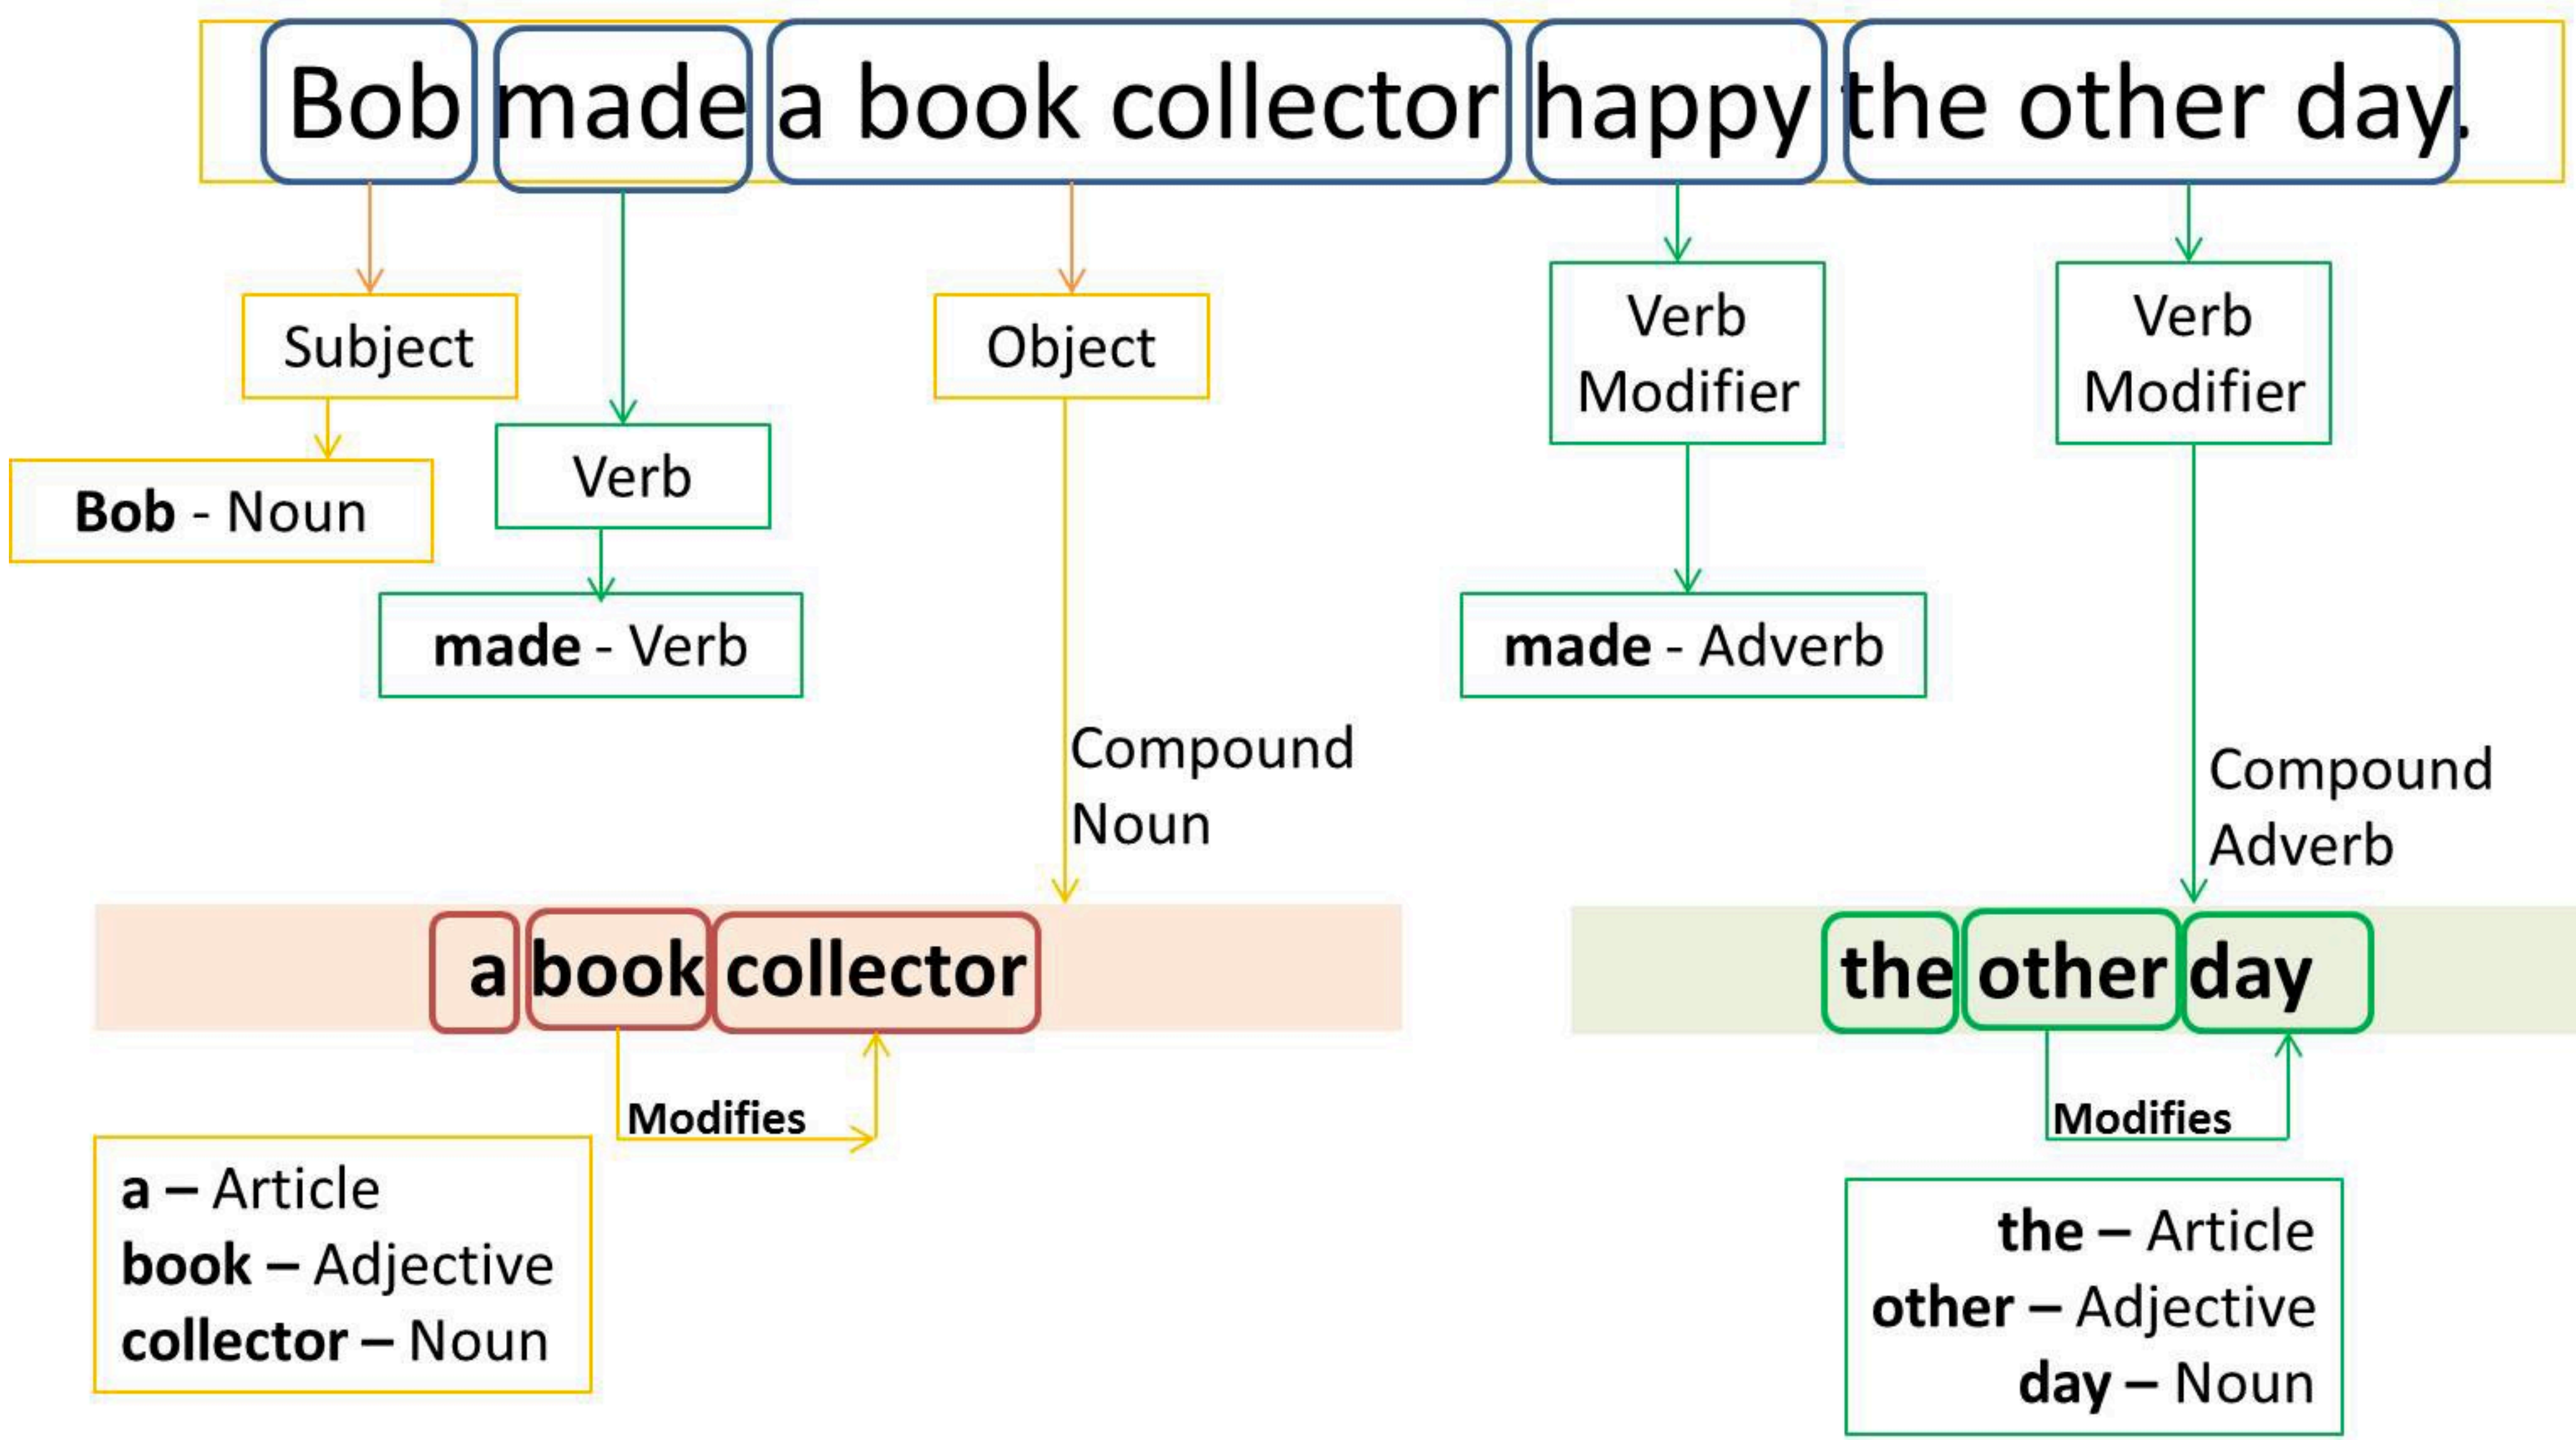 Bob made a book collector happy the other day.
Subject
Object
Verb
Modifier
Verb
Modifier
Verb
Bob - Noun
made - Verb
made - Adverb
Compound
Noun
Compound
Adverb
a book collector
the other day
Modifies
Modifies
a – Article
book – Adjective
collector – Noun
the – Article
other – Adjective
day – Noun